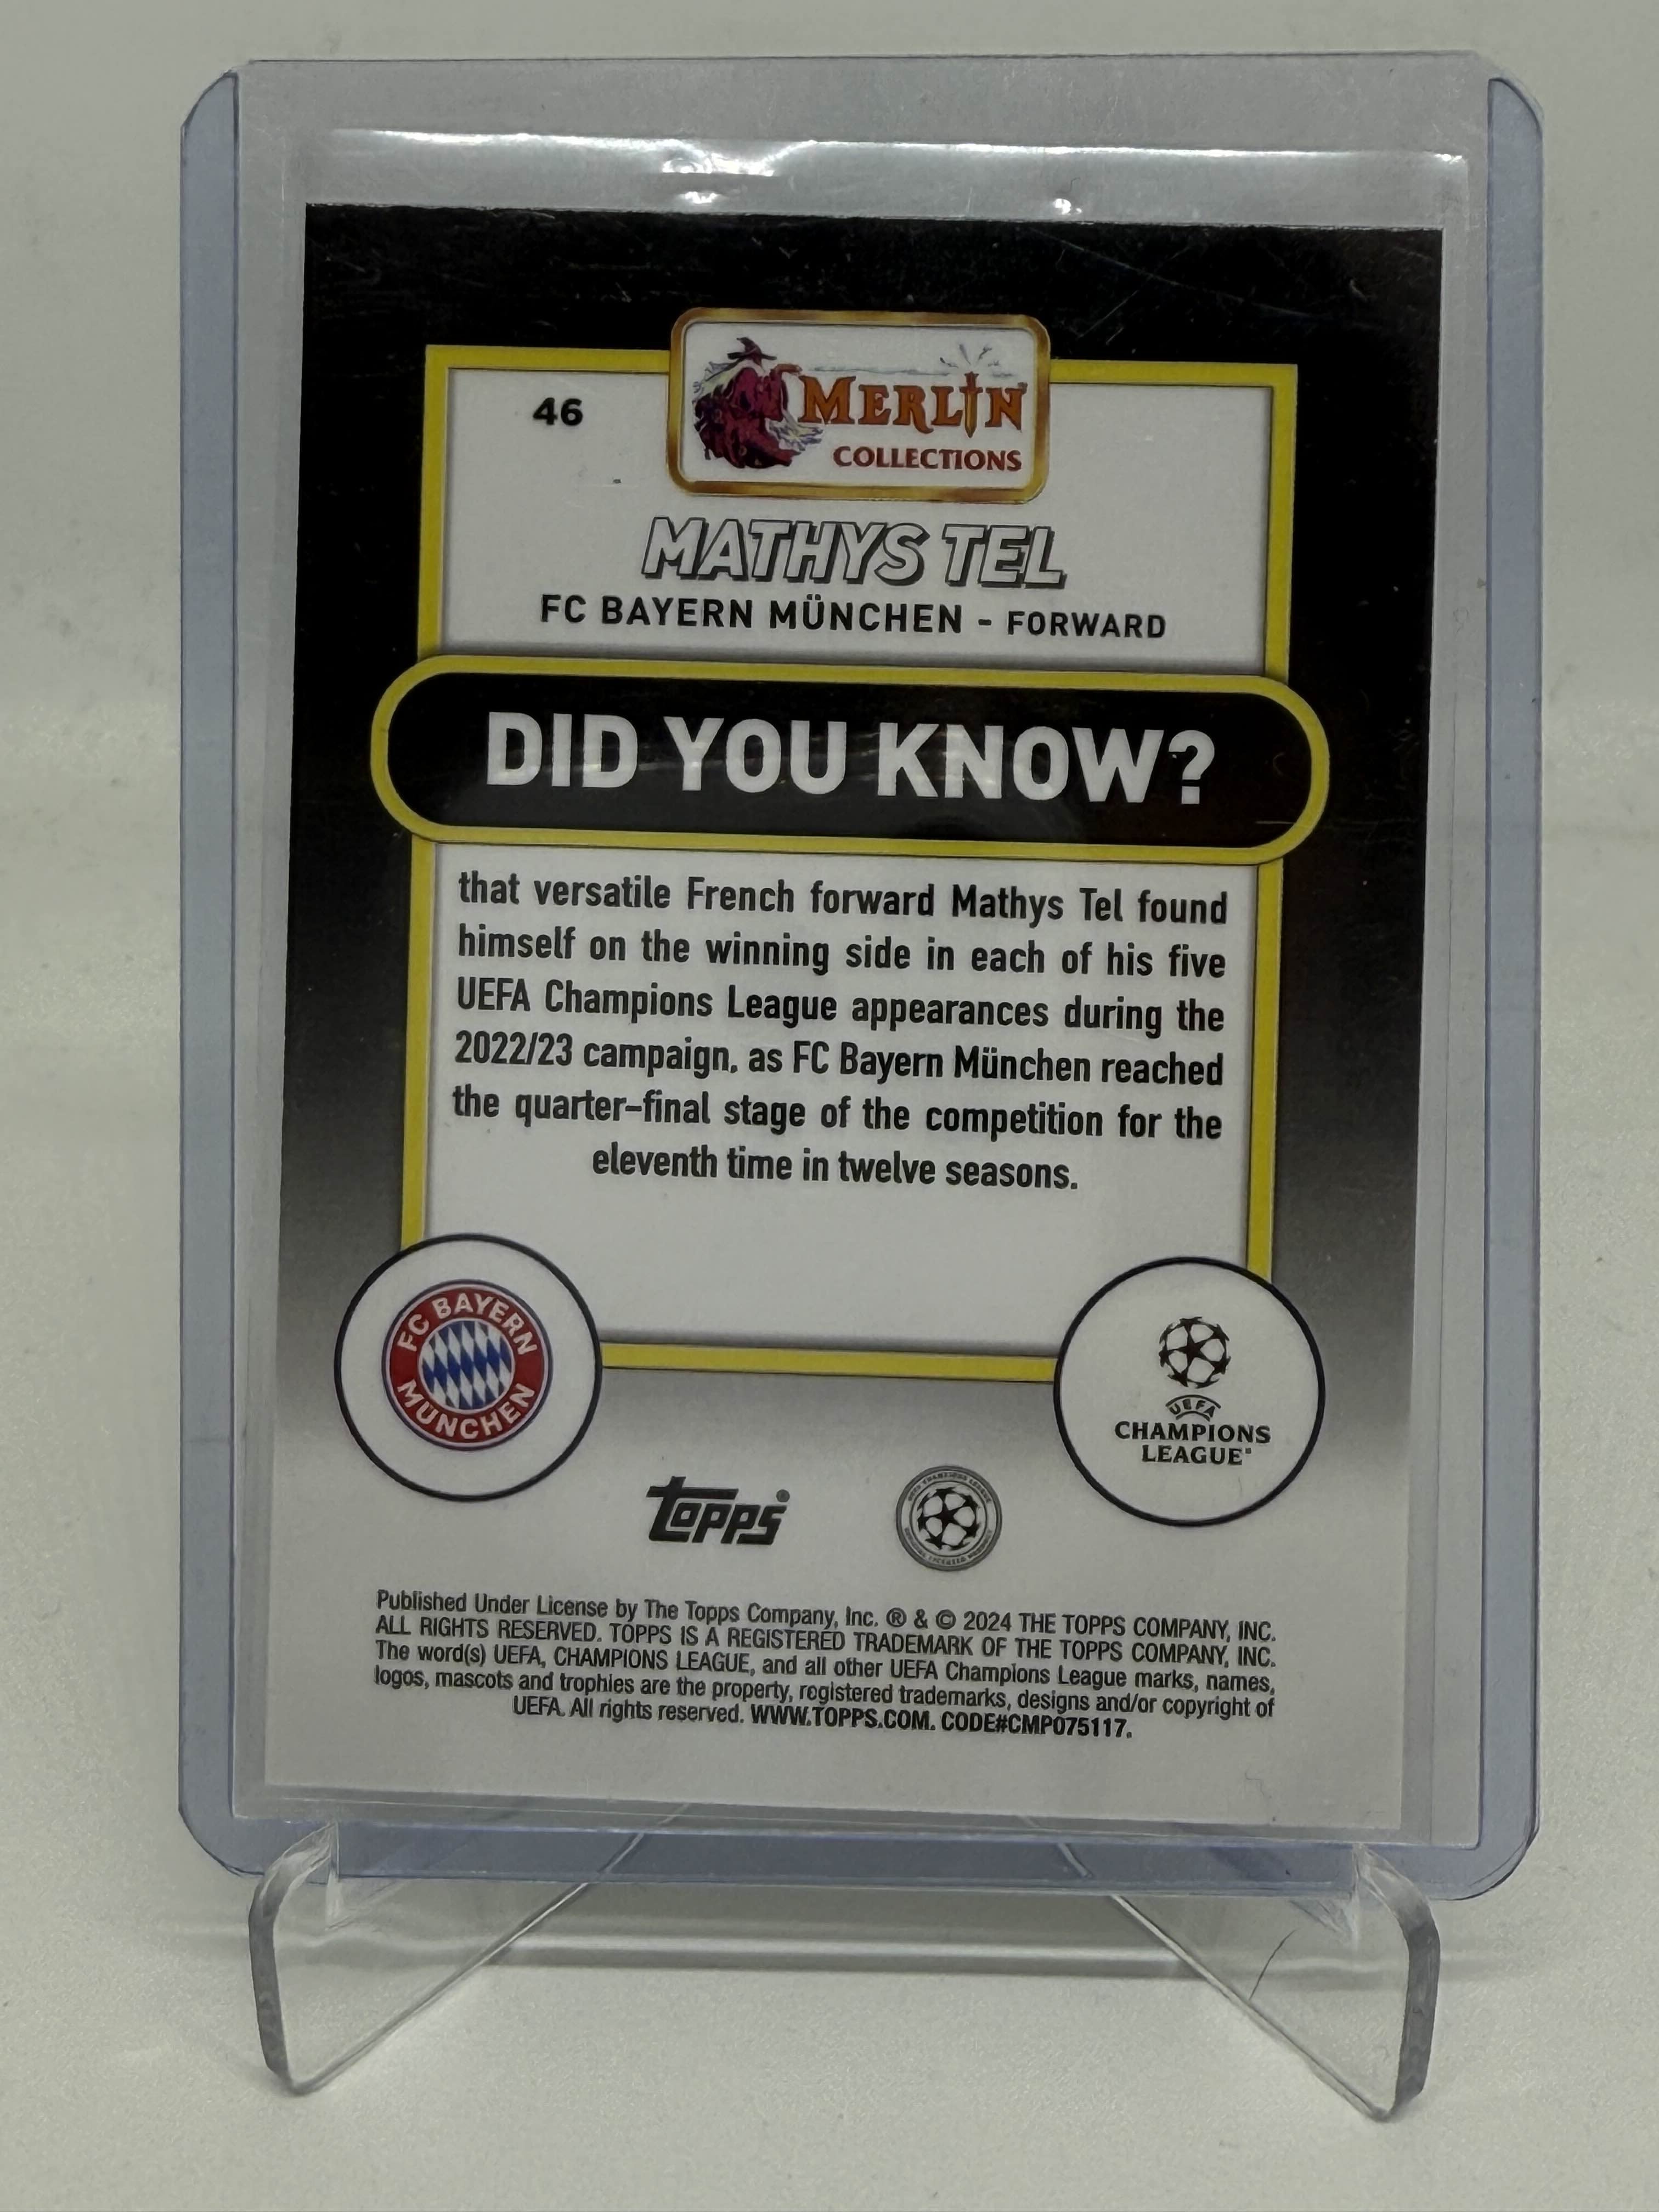 46
MERLIN
COLLECTIONS
MATHYS TEL
FC BAYERN MÜNCHEN - FORWARD
DID YOU KNOW?
that versatile French forward Mathys Tel found
himself on the winning side in each of his five
UEFA Champions League appearances during the
2022/23 campaign, as FC Bayern München reached
the quarter-final stage of the competition for the
eleventh time in twelve seasons.
FC BAYERN
MÜNCHEN
UEFA
CHAMPIONS
LEAGUE®
topps
Published Under License by The Topps Company, Inc. ® & © 2024 THE TOPPS COMPANY, INC.
ALL RIGHTS RESERVED. TOPPS IS A REGISTERED TRADEMARK OF THE TOPPS COMPANY, INC.
The word(s) UEFA, CHAMPIONS LEAGUE, and all other UEFA Champions League marks, names,
logos, mascots and trophies are the property, registered trademarks, designs and/or copyright of
UEFA. All rights reserved. WWW.TOPPS.COM. CODE#CMP075117.